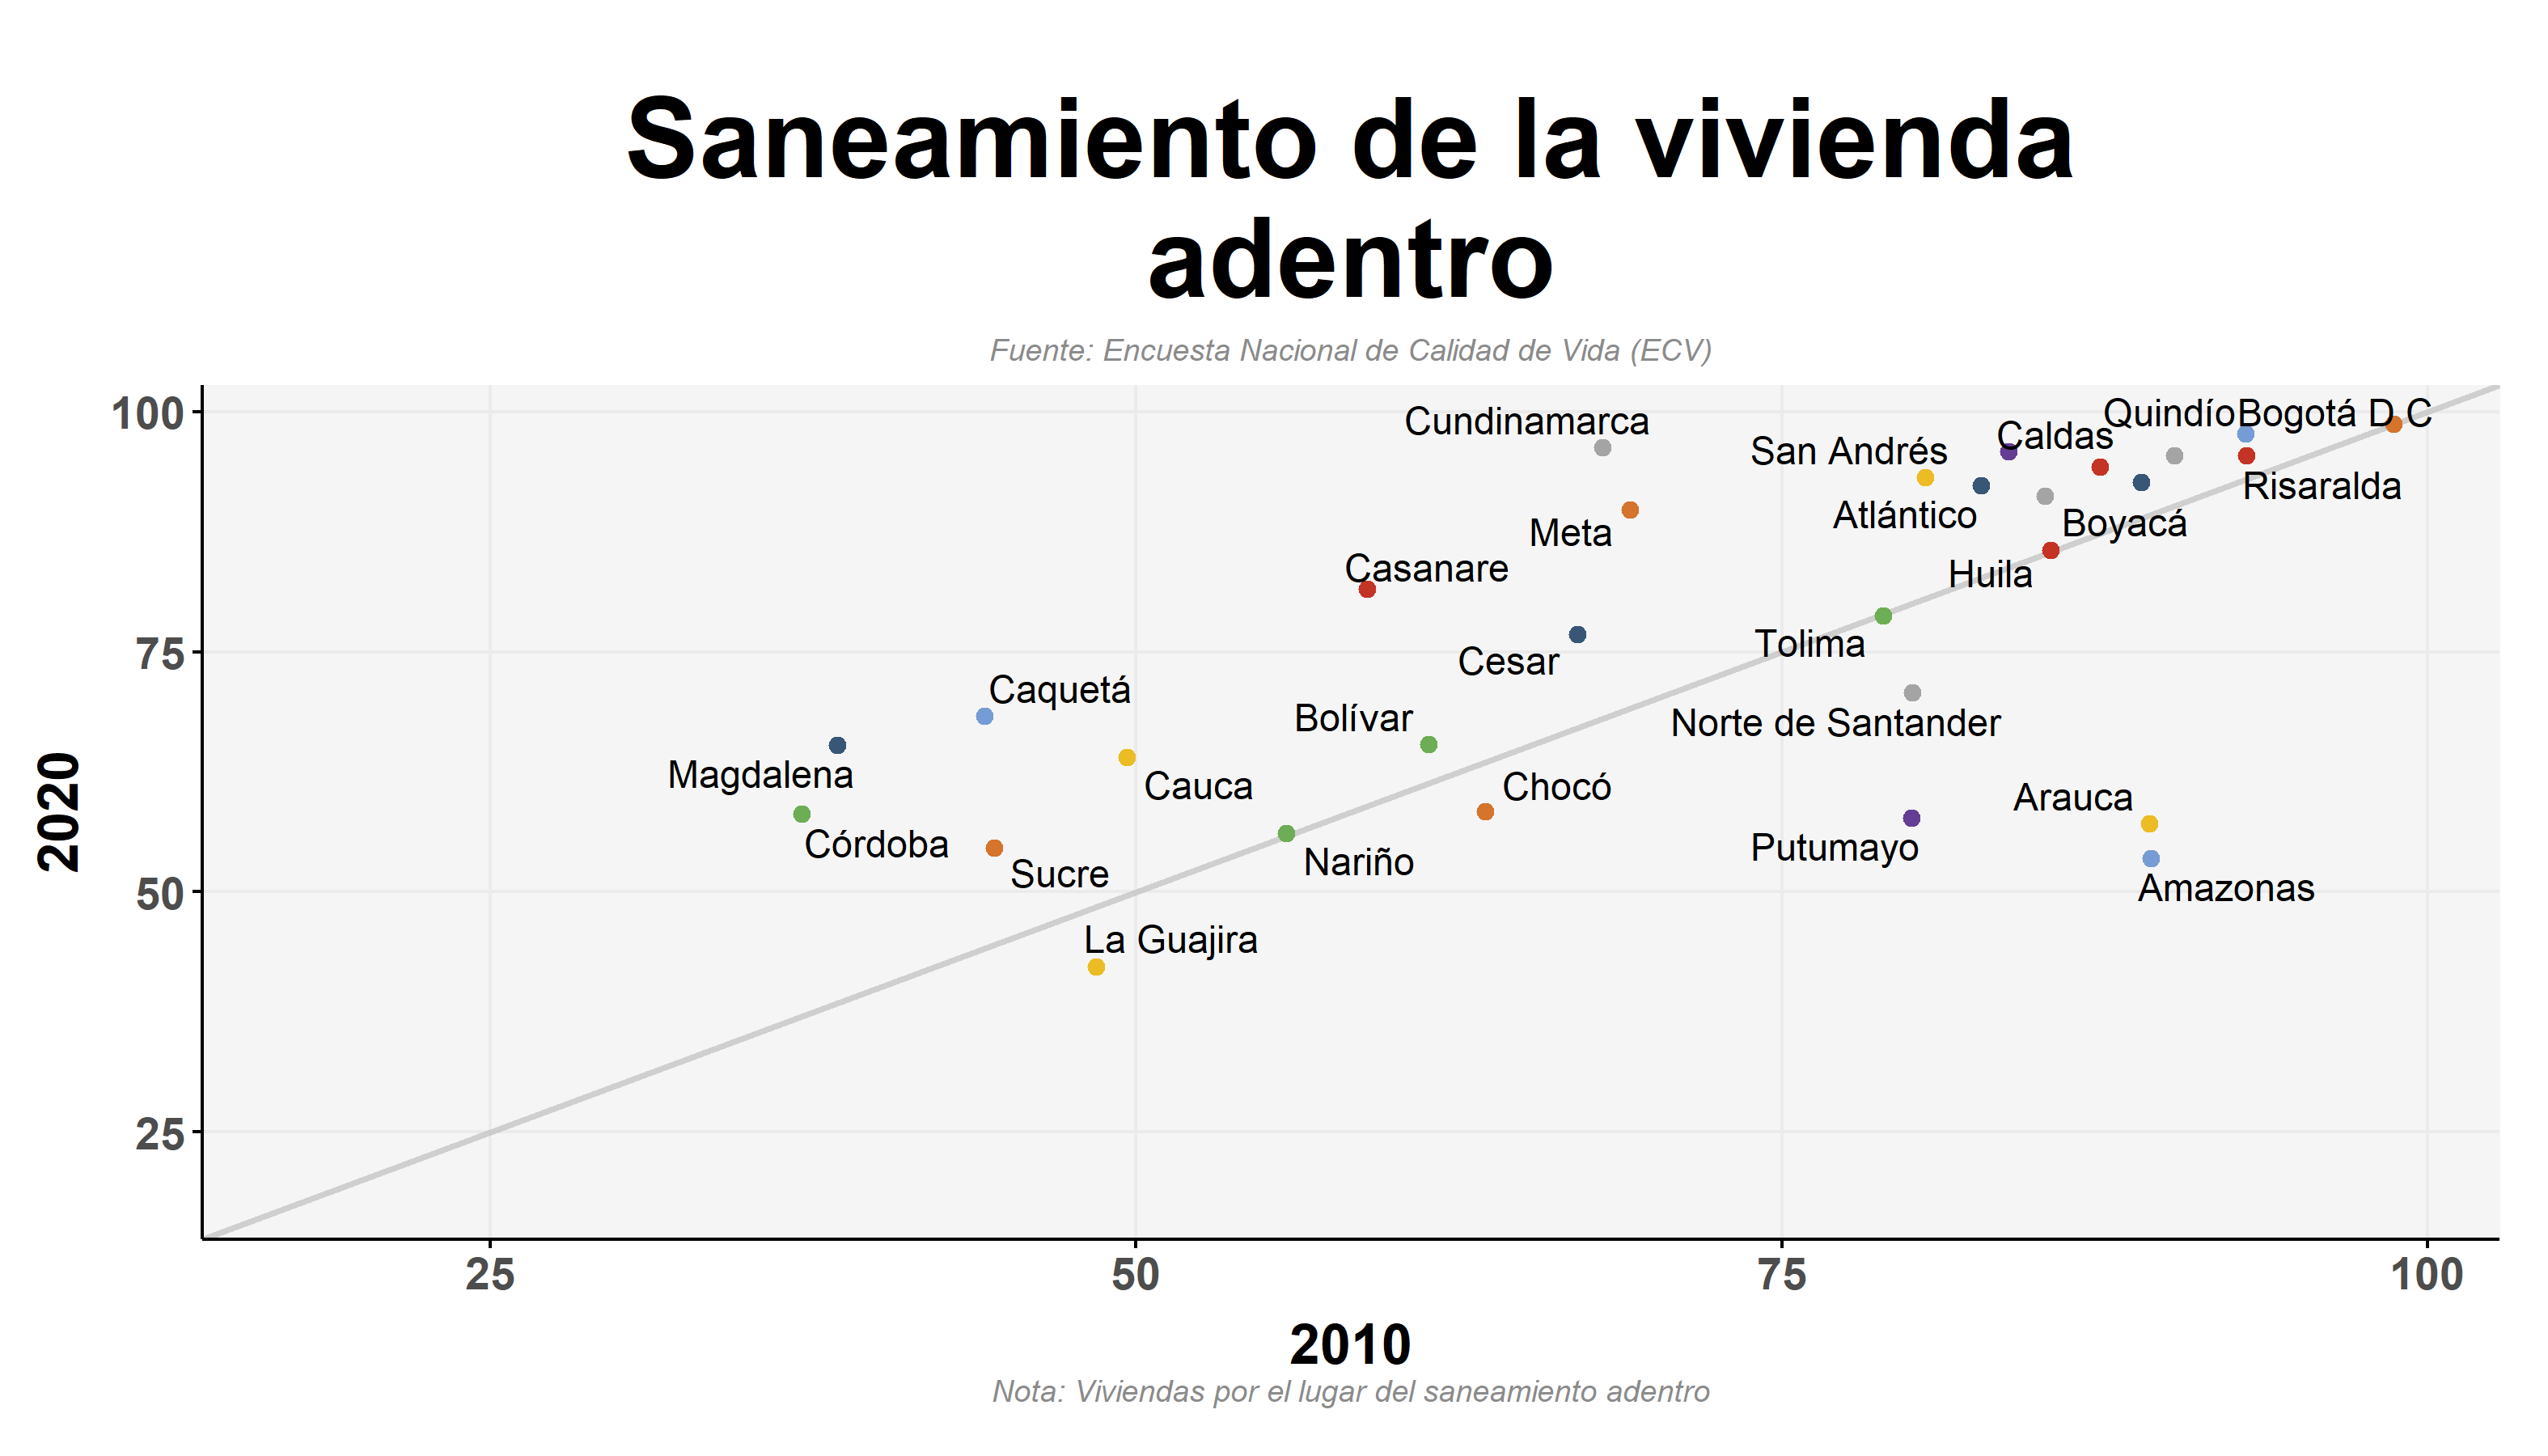 Saneamiento de la vivienda
adentro
Fuente: Encuesta Nacional de Calidad de Vida (ECV)
100
75
50
25
2020
Cundinamarca
Quindío
Bogotá D C
Caldas
San Andrés
Risaralda
Atlántico
Boyacá
Meta
Casanare
Huila
Tolima
Cesar
Caquetá
Bolívar
Norte de Santander
Magdalena
Cauca
Chocó
Arauca
Córdoba
Putumayo
Nariño
Sucre
Amazonas
La Guajira
25
50
75
100
2010
Nota: Viviendas por el lugar del saneamiento adentro